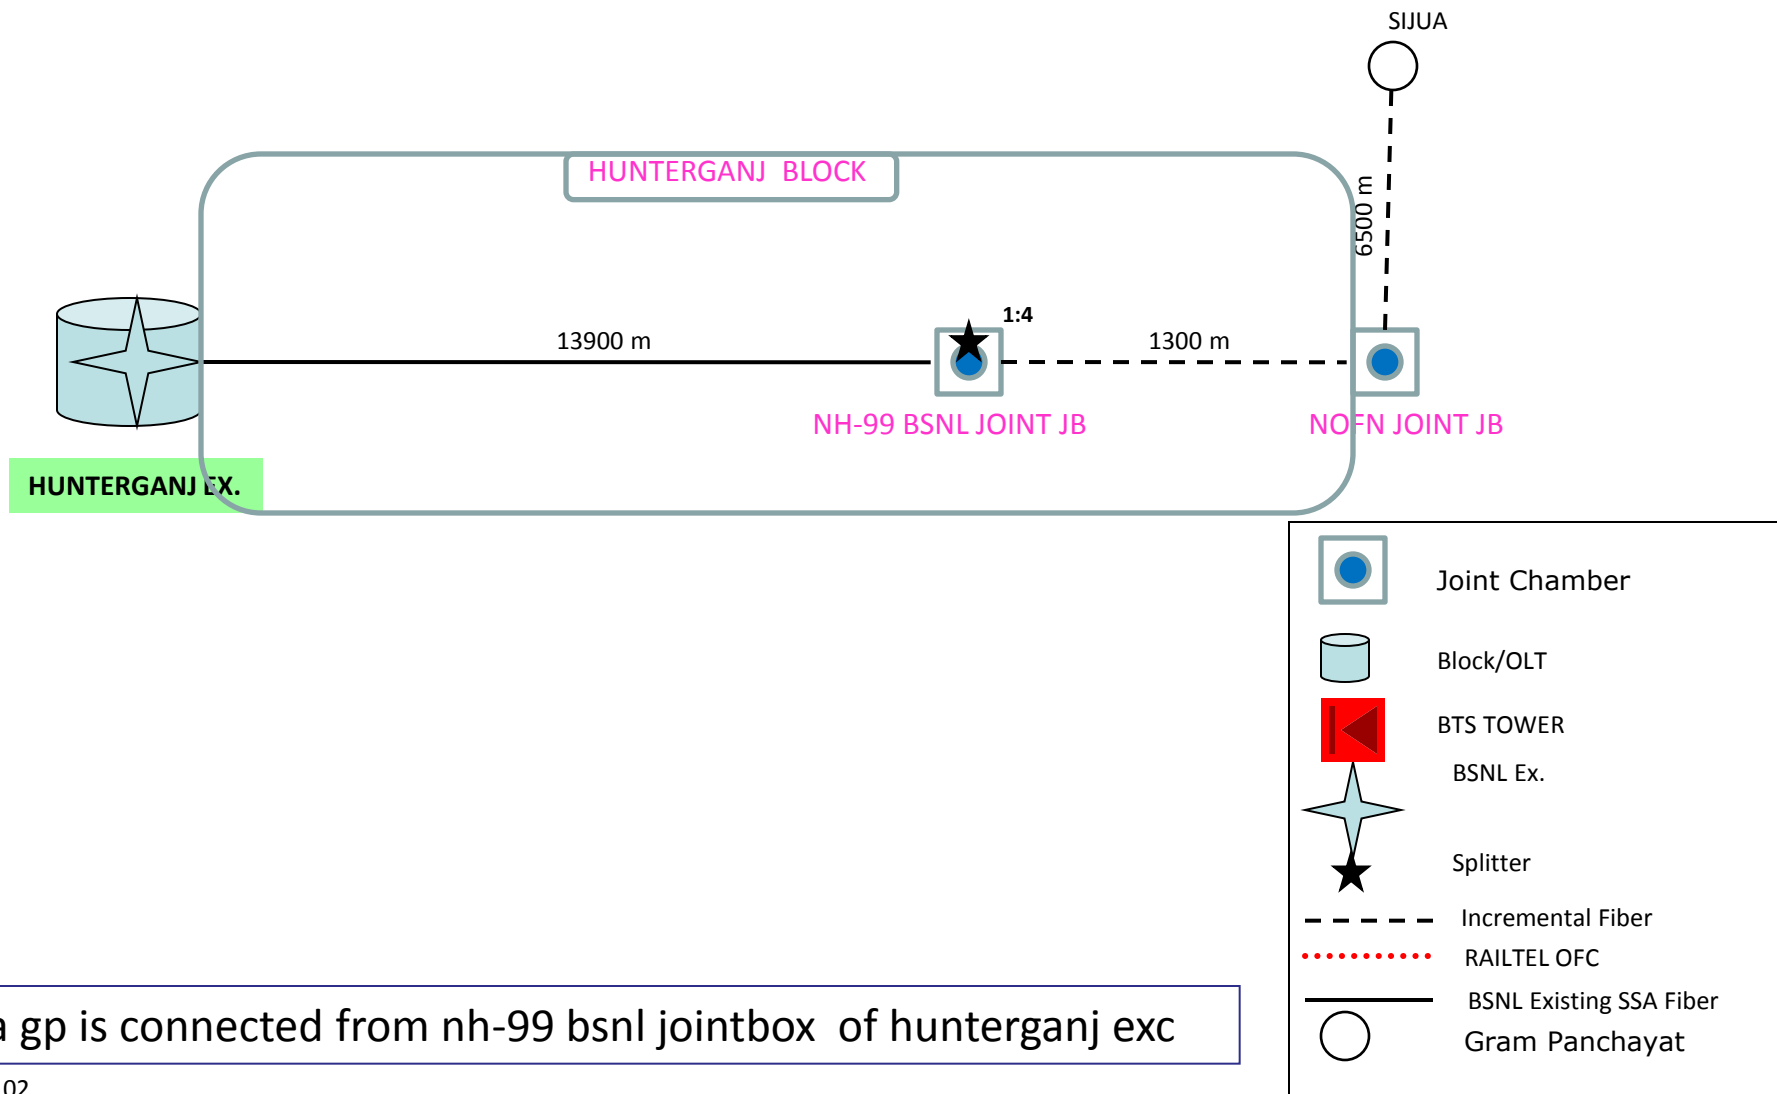 SIJUA
HUNTERGANJ BLOCK
6500 m
1:4
13900 m
1300 m
NH-99 BSNL JOINT JB
NOFN JOINT JB
HUNTERGANJ EX.
Joint Chamber
Block/OLT
BTS TOWER
BSNL Ex.
Splitter
Incremental Fiber
RAILTEL OFC
BSNL Existing SSA Fiber
Gram Panchayat
a gp is connected from nh-99 bsnl jointbox of hunterganj exc
02